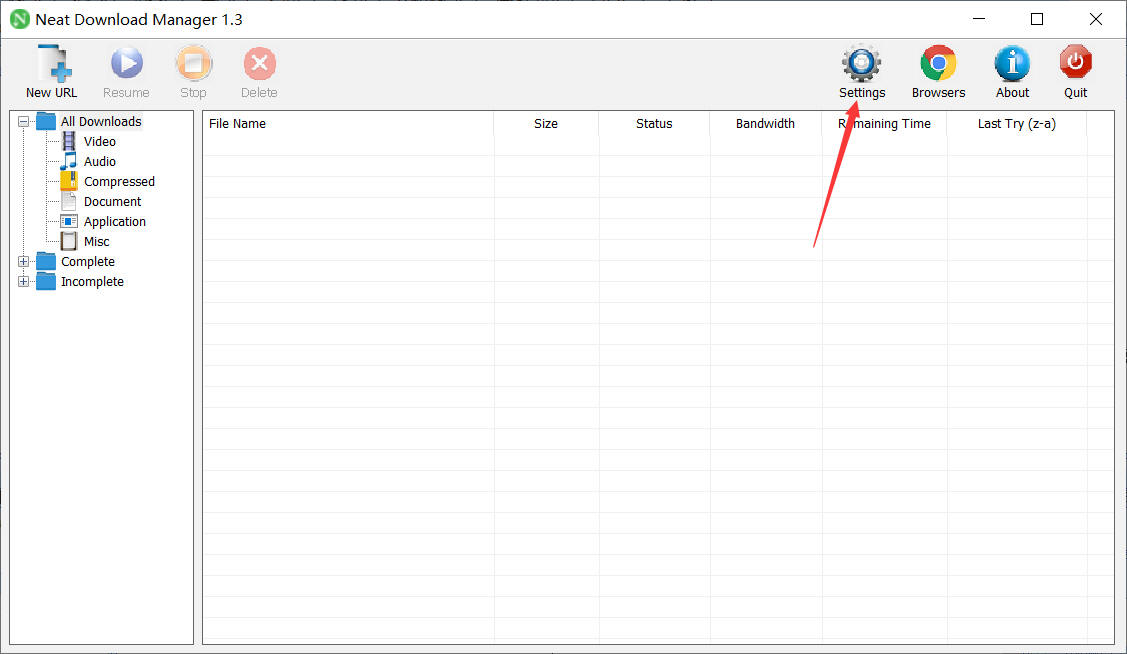 Neat Download Manager 1.3
New URL Resume Stop Delete Settings Browsers About Quit
All Downloads
Video
Audio
Compressed
Document
Application
Misc
Complete
Incomplete
File Name Size Status Bandwidth Remaining Time Last Try (z-a)